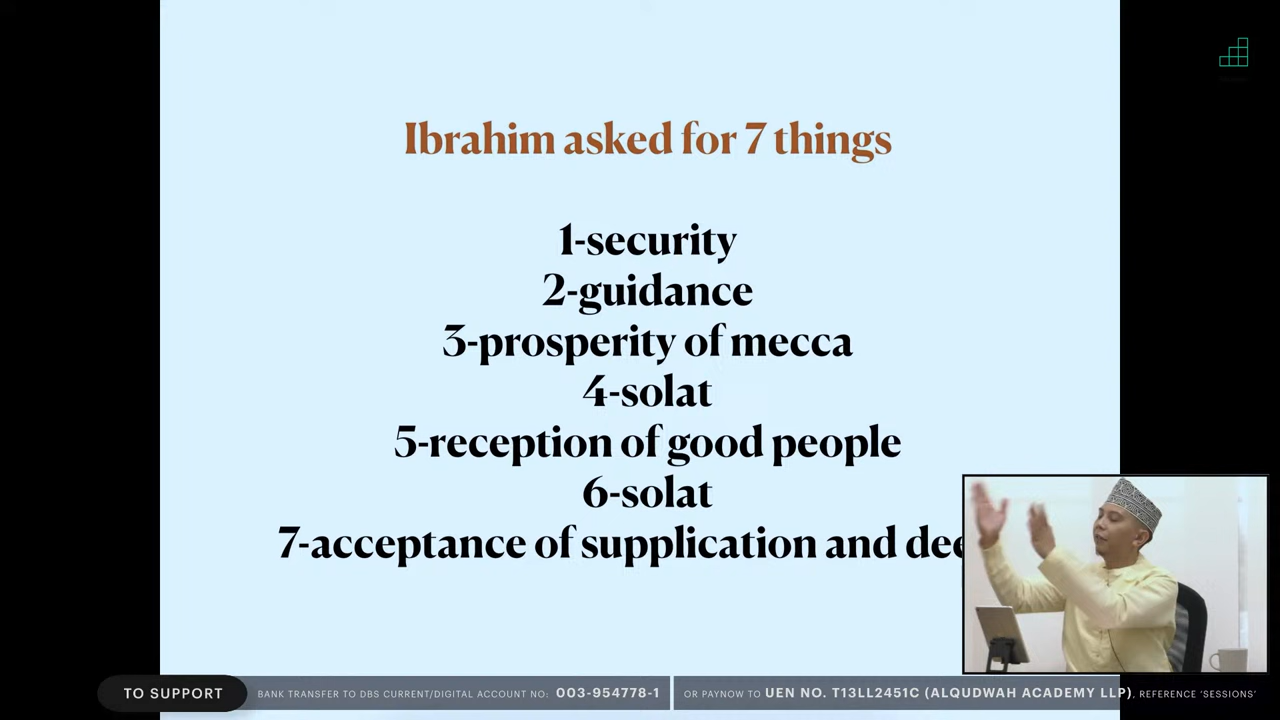 Ibrahim asked for 7 things
1-security
2-guidance
3-prosperity of mecca
4-solat
5-reception of good people
6-solat
7-acceptance of supplication and
TO SUPPORT
BANK TRANSFER TO DBS CURRENT/DIGITAL ACCOUNT NO: 003-954778-1
OR PAYNOW TO UEN NO. T13LL2451C (ALQUDWAH ACADEMY LLP), REFERENCE 'SESSIONS'